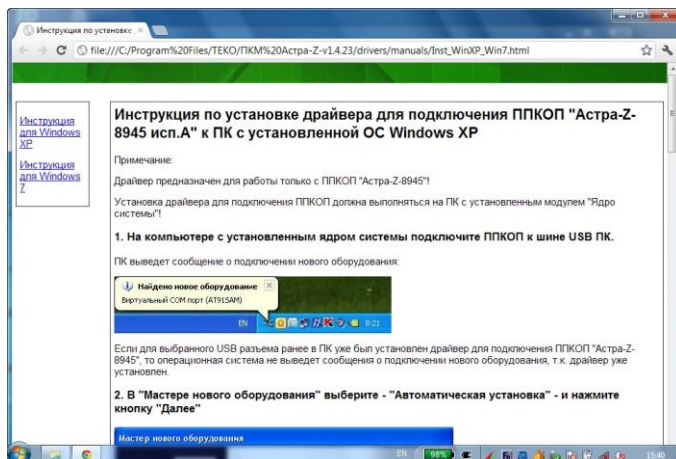 Инструкция по установке
file:///C:/Program%20Files/TEKO/ПКМ%20Астра-Z-v1.4.23/drivers/manuals/Inst_WinXP_Win7.html
Инструкция
для Windows
XP
Инструкция
для Windows
7
Инструкция по установке драйвера для подключения ППКОП "Астра-Z-
8945 исп.А" к ПК с установленной ОС Windows XP
Примечание:
Драйвер предназначен для работы только с ППКОП "Астра-Z-8945"!
Установка драйвера для подключения ППКОП должна выполняться на ПК с установленным модулем "Ядро
системы"!
1. На компьютере с установленным ядром системы подключите ППКОП к шине USB ПК.
ПК выведет сообщение о подключении нового оборудования:
Найдено новое оборудование
Виртуальный COM порт (AT91SAM)
EN
8:21
Если для выбранного USB разъема ранее в ПК уже был установлен драйвер для подключения ППКОП "Астра-Z-
8945", то операционная система не выведет сообщения о подключении нового оборудования, т.к. драйвер уже
установлен.
2. В "Мастере нового оборудования" выберите - "Автоматическая установка" - и нажмите
кнопку "Далее"
Мастер нового оборудования
EN
98%
15:40